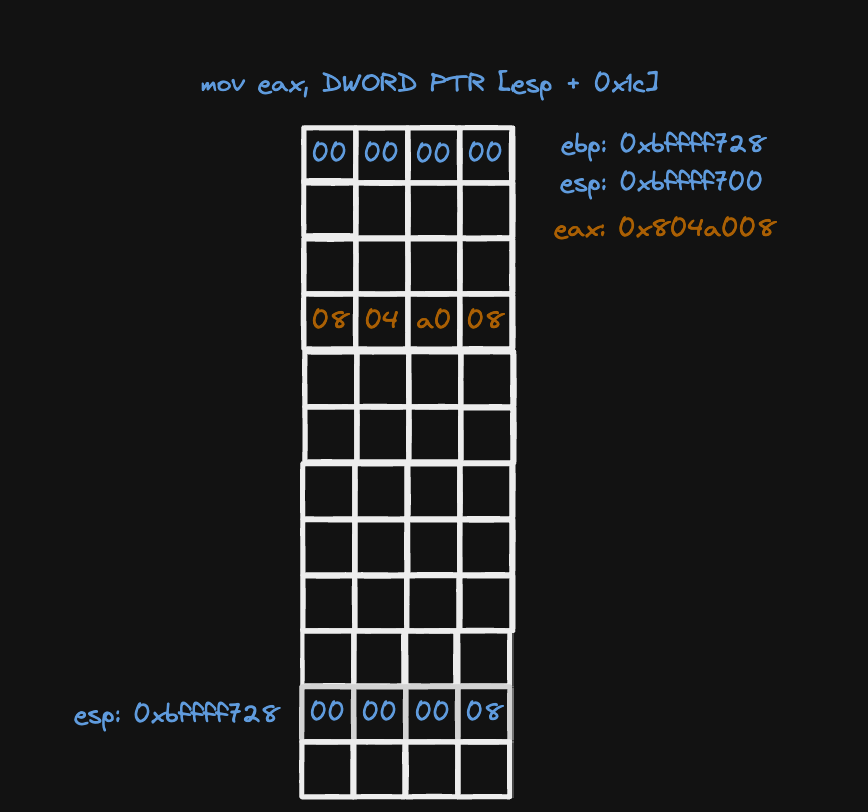 mov eax, DWORD PTR [esp + 0x1c]
00 00 00 00
ebp: 0xbffff728
esp: 0xbffff700
eax: 0x804a008
08 04 a0 08
esp: 0xbffff728
00 00 00 08